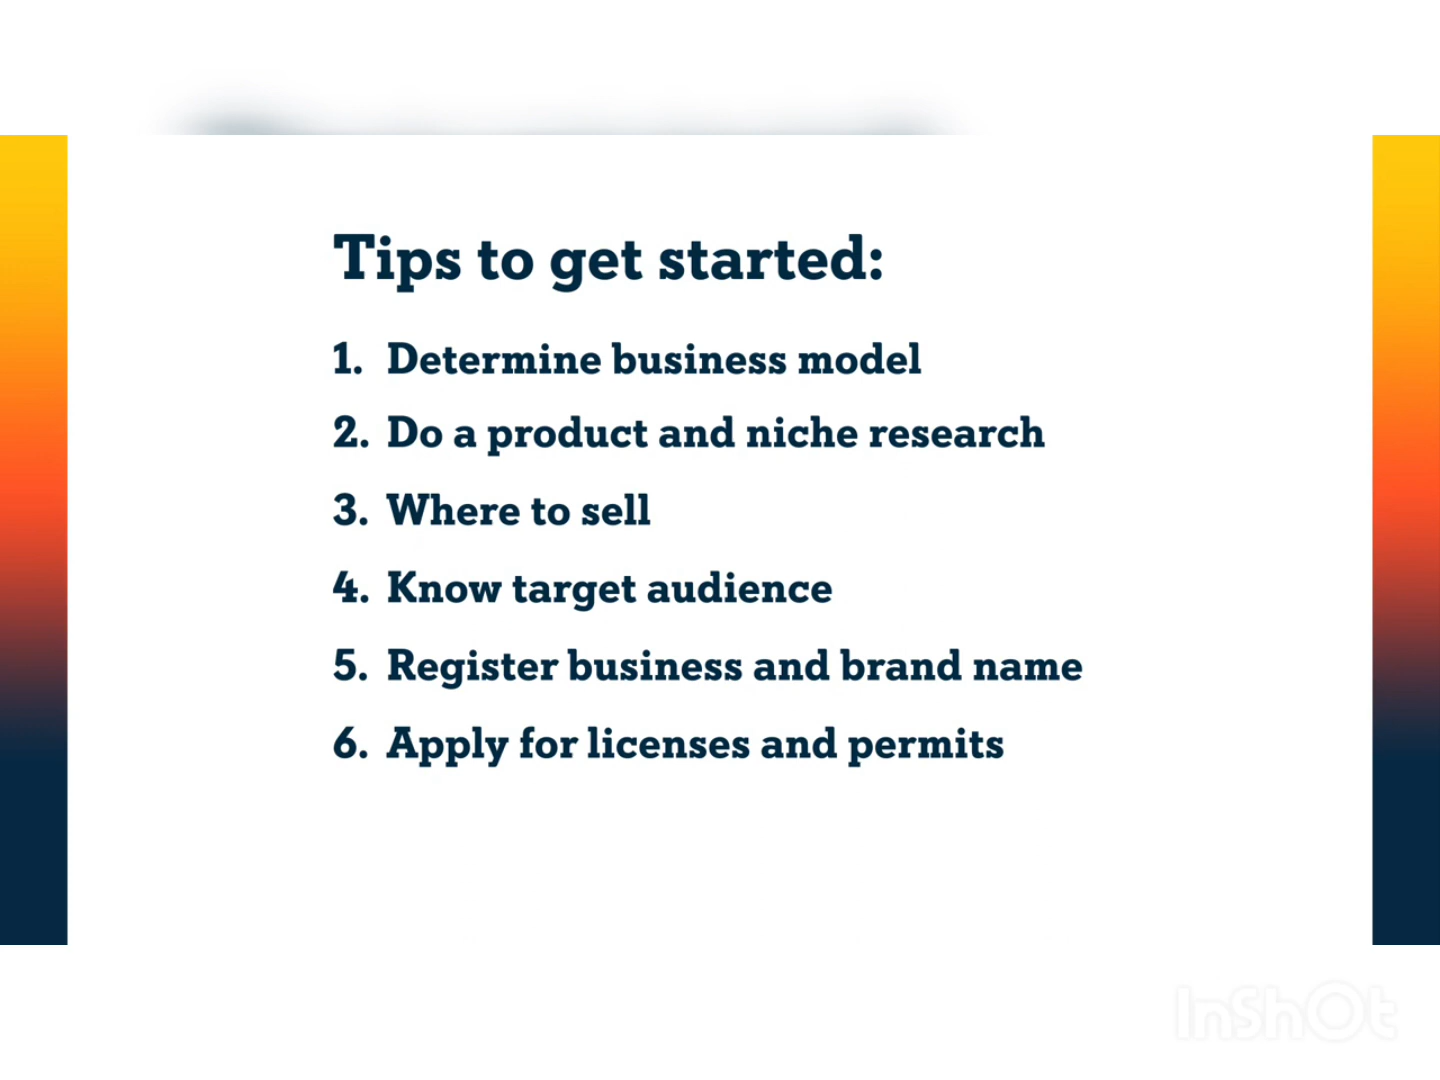 Tips to get started:
1. Determine business model
2. Do a product and niche research
3. Where to sell
4. Know target audience
5. Register business and brand name
6. Apply for licenses and permits
InShOt